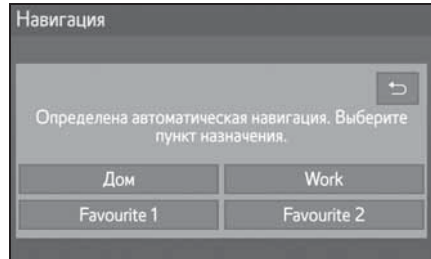 Навигация
Определена автоматическая навигация. Выберите
пункт назначения.
Дом
Work
Favourite 1
Favourite 2